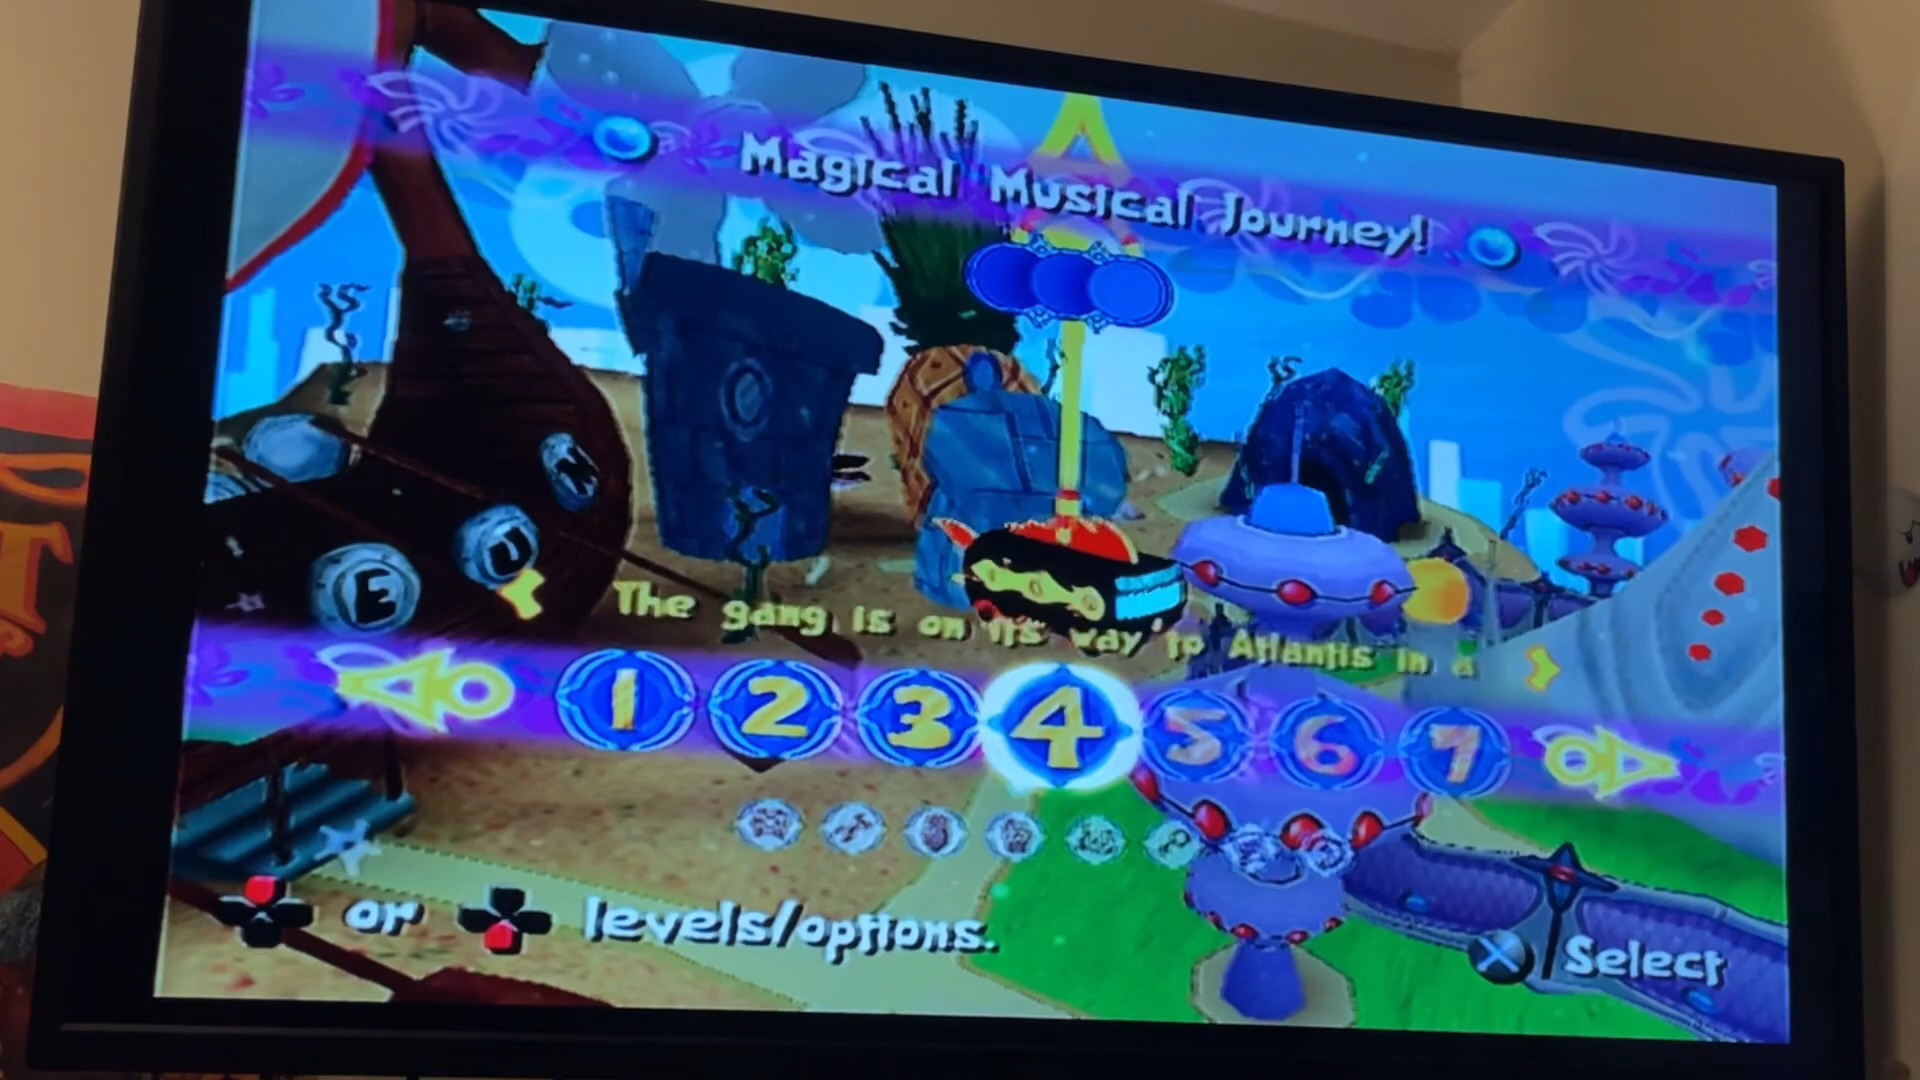 Magical Musical Journey!
M
U
E
The gang is on its way to Atlantis in a
1 2 3 4 5 6 7
or levels/options.
Select